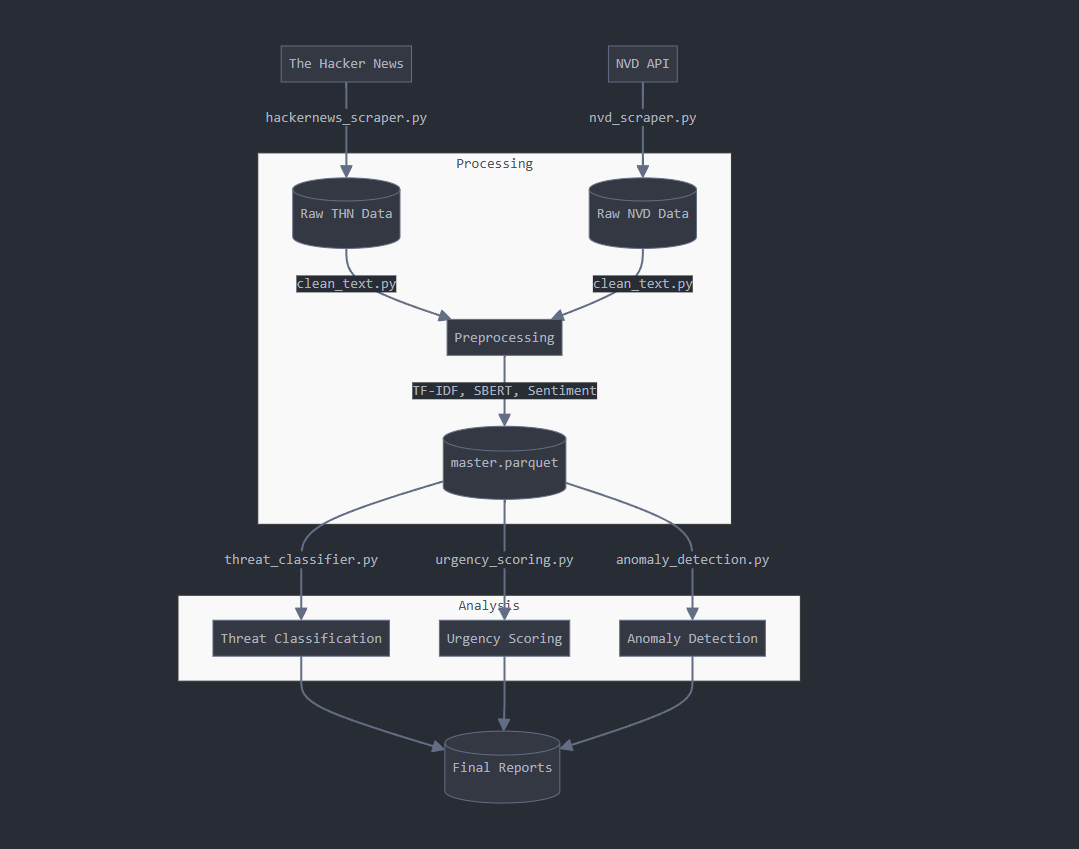 The Hacker News
NVD API
hackernews_scraper.py
nvd_scraper.py
Processing
Raw THN Data
Raw NVD Data
clean_text.py
clean_text.py
Preprocessing
TF-IDF, SBERT, Sentiment
master.parquet
threat_classifier.py
urgency_scoring.py
anomaly_detection.py
Analysis
Threat Classification
Urgency Scoring
Anomaly Detection
Final Reports